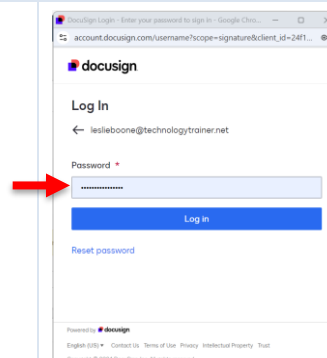 DocuSign Login - Enter your password to sign in - Google Chro...
account.docusign.com/username?scope=signature&client_id=24f1...
docusign
Log In
leslieboone@technologytrainer.net
Password *
Log in
Reset password
Powered by docusign
English (US) Contact Us Terms of Use Privacy Intellectual Property Trust